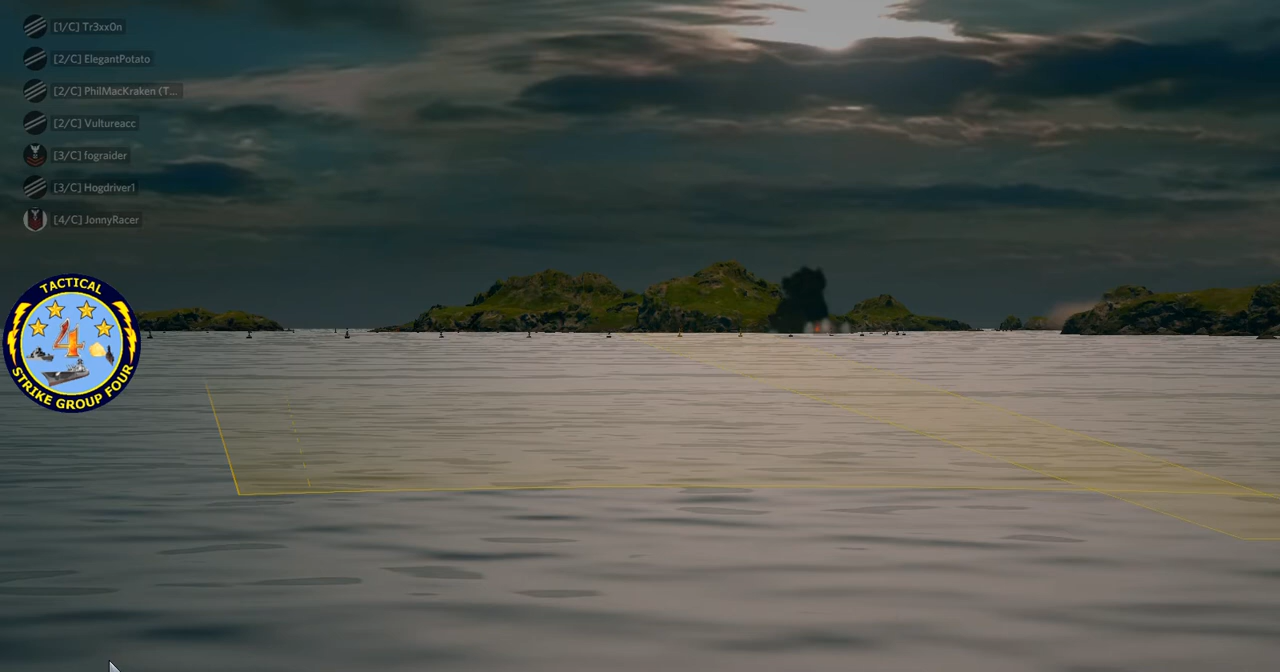 [1/C] Tr3xx0n
[2/C] ElegantPotato
[2/C] PhilMacKraken (T...
[2/C] Vultureacc
[3/C] fograider
[3/C] Hogdriver1
[4/C] JonnyRacer
TACTICAL
4
STRIKE GROUP FOUR